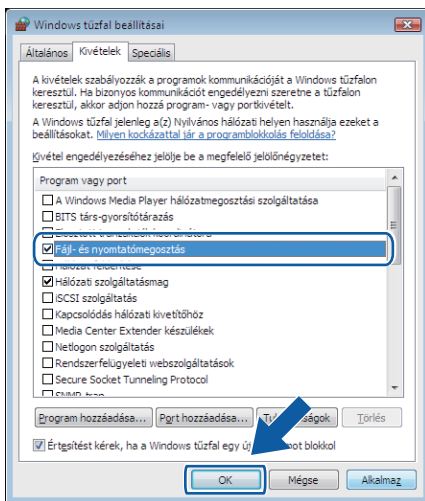 Windows tűzfal beállításai
Általános Kivételek Speciális
A kivételek szabályozzák a programok kommunikációját a Windows tűzfalon
keresztül. Ha bizonyos kommunikációt engedélyezni szeretne a tűzfalon
keresztül, akkor adjon hozzá program- vagy portkivételt.
A Windows tűzfal jelenleg a(z) Nyilvános hálózati helyen használja ezeket a
beállításokat. Milyen kockázattal jár a programblokkolás feloldása?
Kivétel engedélyezéséhez jelölje be a megfelelő jelölőnégyzetet:
Program vagy port
A Windows Media Player hálózatmegosztási szolgáltatása
BITS társ-gyorsítótárazás
Fájl- és nyomtatómegosztás
Hálózati szolgáltatásmag
iSCSI szolgáltatás
Kapcsolódás hálózati kivetítőhöz
Media Center Extender készülékek
Netlogon szolgáltatás
Rendszerfelügyeleti webszolgáltatások
Secure Socket Tunneling Protocol
Program hozzáadása... Port hozzáadása... Törlés
Értesítést kérek, ha a Windows tűzfal egy új blokkol
OK Mégse Alkalmaz